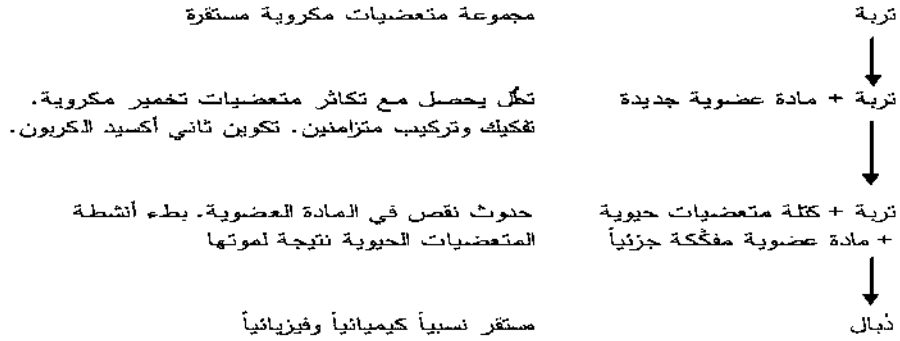 تربة مجموعة متعضيات مكروية مستقرة
تربة + مادة عضوية جديدة تحلُّل يحصل مع تكاثر متعضيات تخمير مكروية.
تفكيك وتركيب متزامنين. تكوين ثاني أكسيد الكربون.
تربة + كتلة متعضيات حيوية حدوث نقص في المادة العضوية. بطء أنشطة
+ مادة عضوية مفكّكة جزئياً المتعضيات الحيوية نتيجة لموتها
ذُبال مستقر نسبياً كيميائياً وفيزيائياً